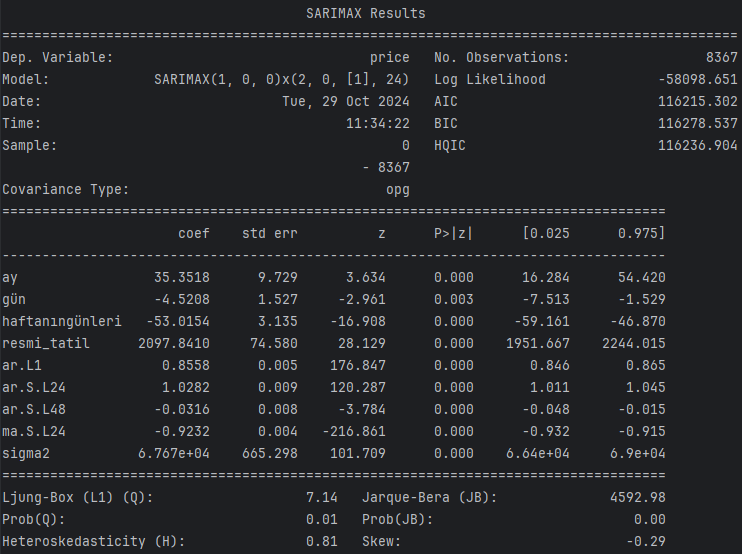 SARIMAX Results
==========================================================================================
Dep. Variable: price No. Observations: 8367
Model: SARIMAX(1, 0, 0)x(2, 0, [1], 24) Log Likelihood -58098.651
Date: Tue, 29 Oct 2024 AIC 116215.302
Time: 11:34:22 BIC 116278.537
Sample: 0 HQIC 116236.904
- 8367
Covariance Type: opg
==================================================================================
coef std err z P>|z| [0.025 0.975]
----------------------------------------------------------------------------------
ay 35.3518 9.729 3.634 0.000 16.284 54.420
gün -4.5208 1.527 -2.961 0.003 -7.513 -1.529
haftanıngünleri -53.0154 3.135 -16.908 0.000 -59.161 -46.870
resmi_tatil 2097.8410 74.580 28.129 0.000 1951.667 2244.015
ar.L1 0.8558 0.005 176.847 0.000 0.846 0.865
ar.S.L24 1.0282 0.009 120.287 0.000 1.011 1.045
ar.S.L48 -0.0316 0.008 -3.784 0.000 -0.048 -0.015
ma.S.L24 -0.9232 0.004 -216.861 0.000 -0.932 -0.915
sigma2 6.767e+04 665.298 101.709 0.000 6.64e+04 6.9e+04
==================================================================================
Ljung-Box (L1) (Q): 7.14 Jarque-Bera (JB): 4592.98
Prob(Q): 0.01 Prob(JB): 0.00
Heteroskedasticity (H): 0.81 Skew: -0.29